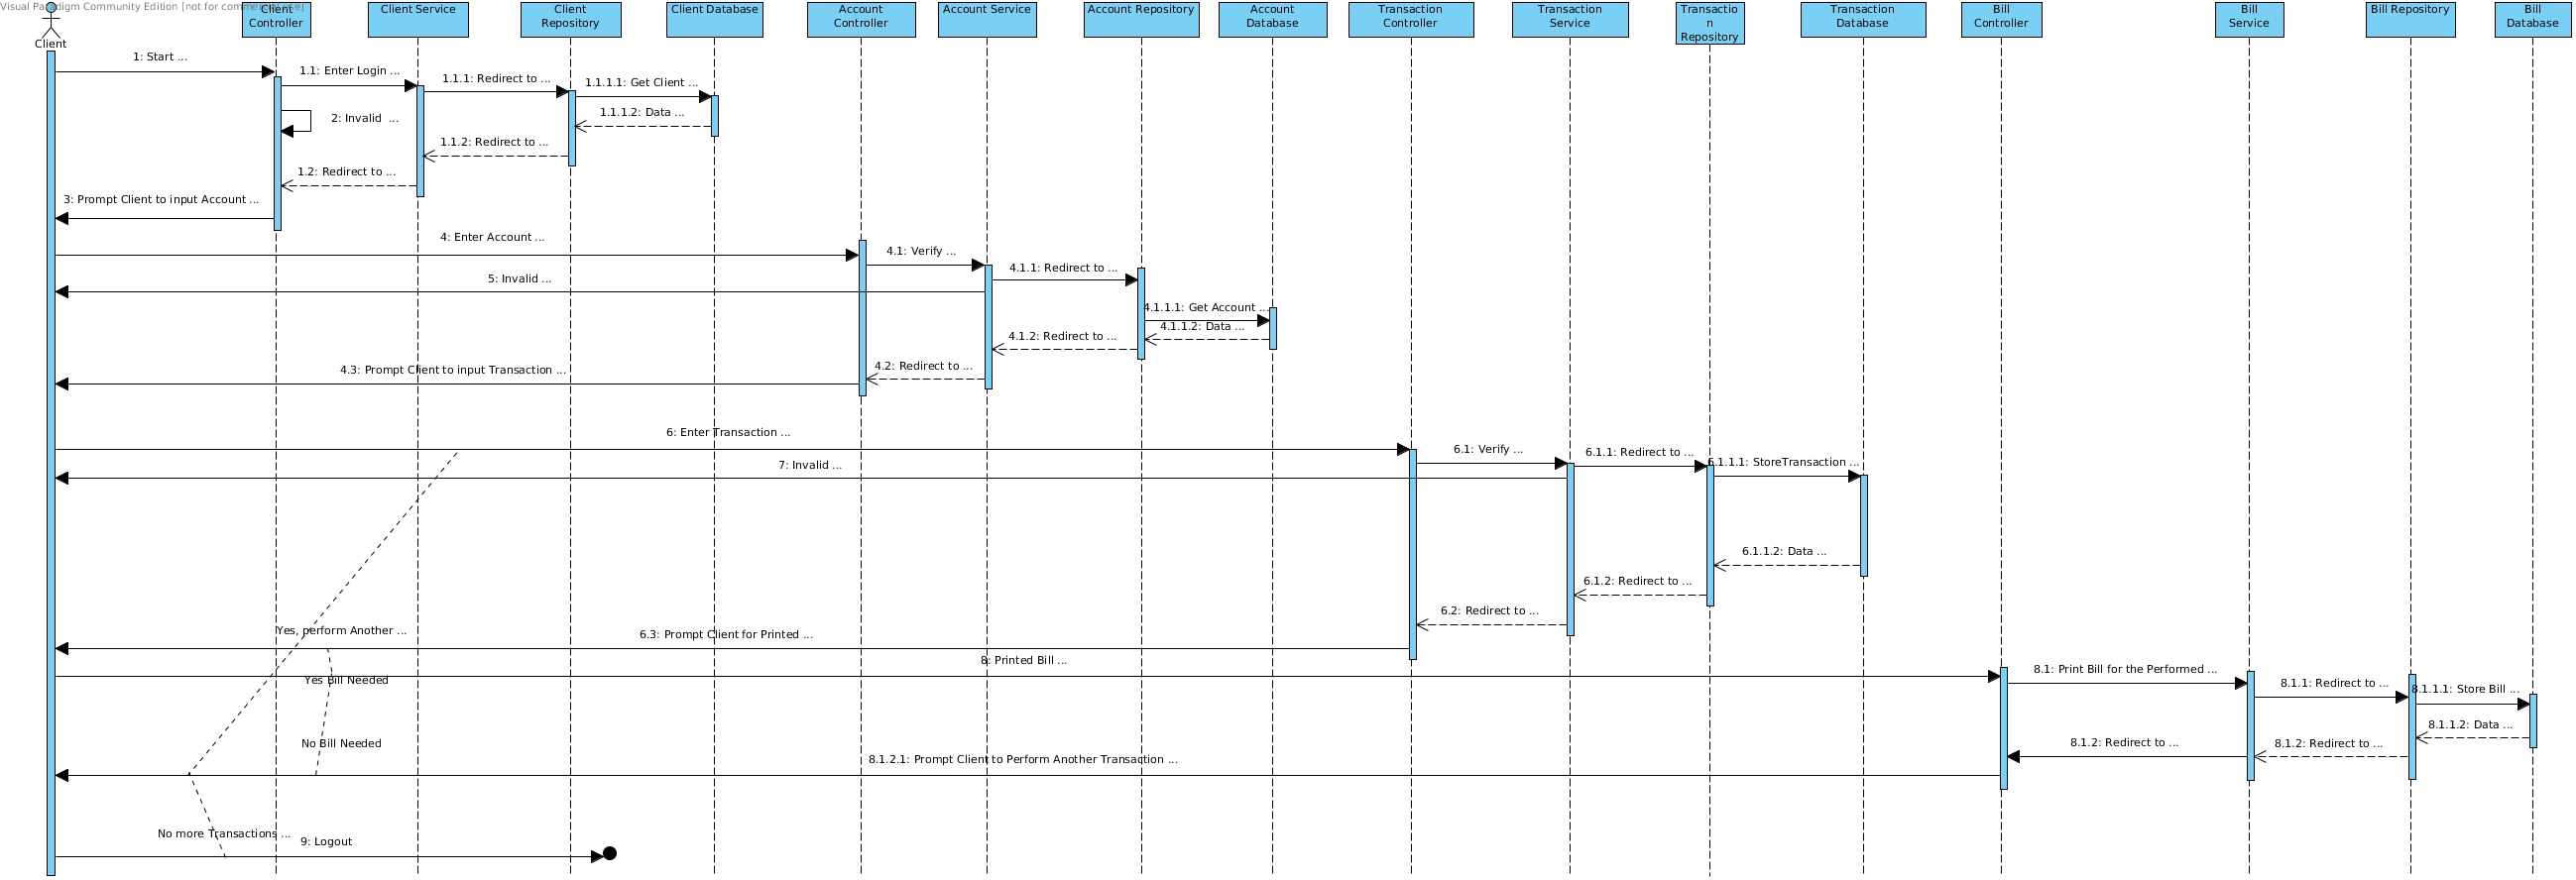 Visual Paradigm Community Edition [not for commercial use]
Client
Client
Controller
Client Service
Client
Repository
Client Database
Account
Controller
Account Service
Account Repository
Account
Database
Transaction
Controller
Transaction
Service
Transactio
n
Repository
Transaction
Database
Bill
Controller
Bill
Service
Bill Repository
Bill
Database
1: Start ...
1.1: Enter Login ...
1.1.1: Redirect to ...
1.1.1.1: Get Client ...
2: Invalid ...
1.1.1.2: Data ...
1.1.2: Redirect to ...
1.2: Redirect to ...
3: Prompt Client to input Account ...
4: Enter Account ...
4.1: Verify ...
4.1.1: Redirect to ...
5: Invalid ...
4.1.1.1: Get Account ...
4.1.1.2: Data ...
4.1.2: Redirect to ...
4.2: Redirect to ...
4.3: Prompt Client to input Transaction ...
6: Enter Transaction ...
6.1: Verify ...
6.1.1: Redirect to ...
6.1.1.1: StoreTransaction ...
7: Invalid ...
6.1.1.2: Data ...
6.1.2: Redirect to ...
6.2: Redirect to ...
Yes, perform Another ...
6.3: Prompt Client for Printed ...
8: Printed Bill ...
8.1: Print Bill for the Performed ...
Yes Bill Needed
8.1.1: Redirect to ...
8.1.1.1: Store Bill ...
8.1.1.2: Data ...
No Bill Needed
8.1.2: Redirect to ...
8.1.2: Redirect to ...
8.1.2.1: Prompt Client to Perform Another Transaction ...
No more Transactions ...
9: Logout